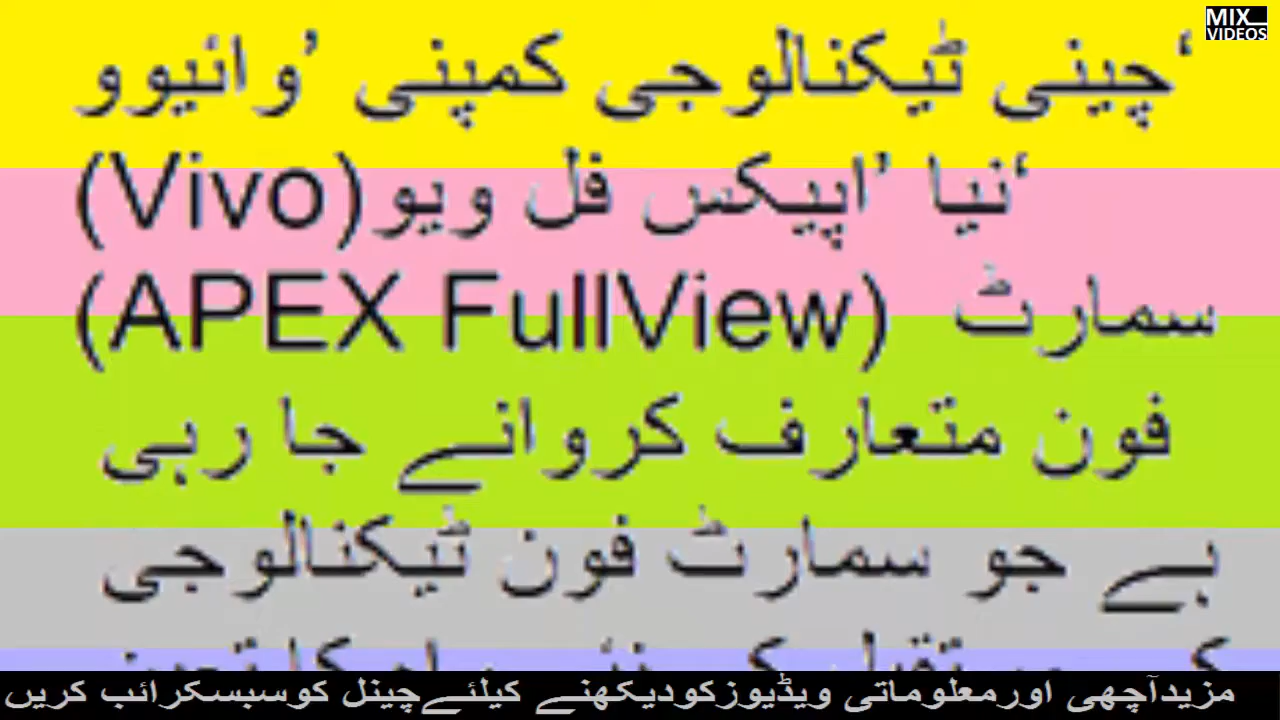 MIX
VIDEOS
چینی ٹیکنالوجی کمپنی ’وائیوو‘
(Vivo) نیا ’اپیکس فل ویو‘
(APEX FullView) سمارٹ
فون متعارف کروانے جا رہی
ہے جو سمارٹ فون ٹیکنالوجی
مزیدآچھی اورمعلوماتی ویڈیوزکودیکھنے کیلئےچینل کوسبسکرائب کریں